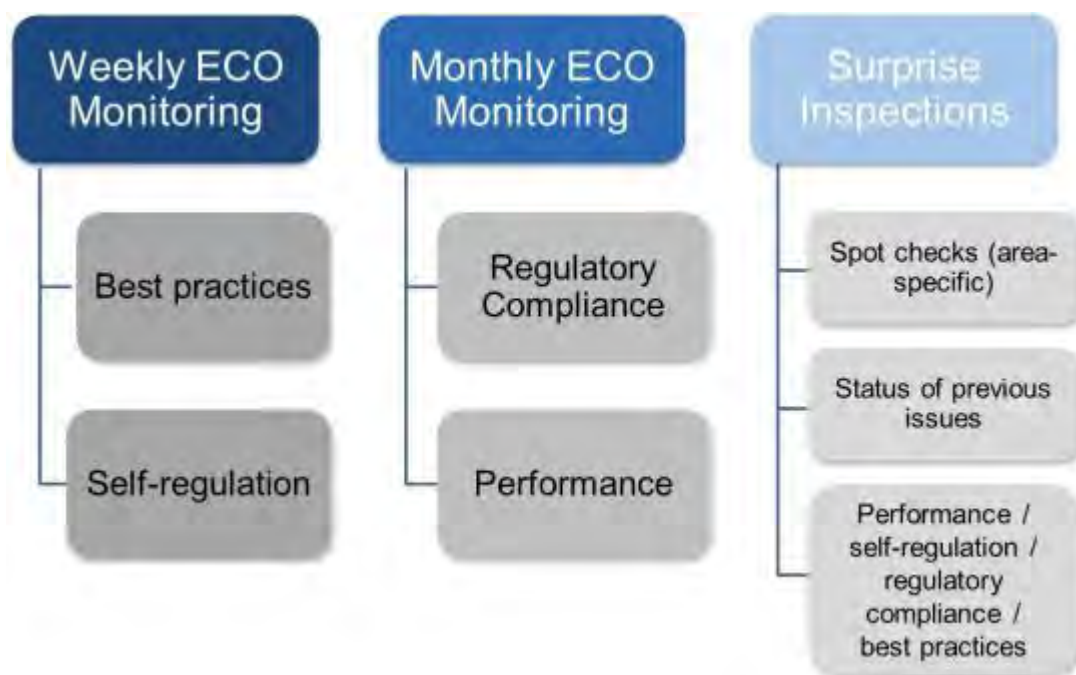 Weekly ECO
Monitoring
Best practices
Self-regulation
Monthly ECO
Monitoring
Regulatory
Compliance
Performance
Surprise
Inspections
Spot checks (area-
specific)
Status of previous
issues
Performance /
self-regulation /
regulatory
compliance /
best practices